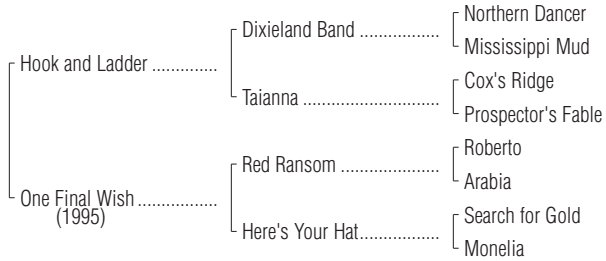 Northern Dancer
Dixieland Band ..................
Mississippi Mud
Hook and Ladder ..............
Cox's Ridge
Taianna ..............................
Prospector's Fable
Roberto
Red Ransom ......................
Arabia
One Final Wish .................
(1995)
Search for Gold
Here's Your Hat..................
Monelia